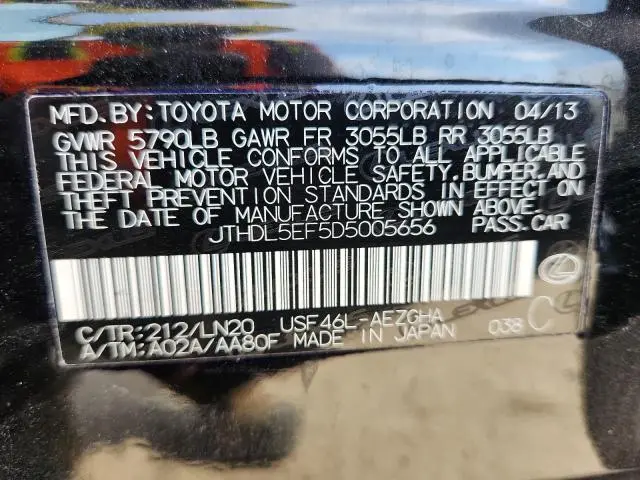 MFD.BY:TOYOTA MOTOR CORPORATION 04/13
GVWR 5790LB GAWR FR 3055LB RR 3055LB
THIS VEHICLE CONFORMS TO ALL APPLICABLE
FEDERAL MOTOR VEHICLE SAFETY,BUMPER,AND
THEFT PREVENTION STANDARDS IN EFFECT ON
THE DATE OF MANUFACTURE SHOWN ABOVE.
JTHDL5EF5D5005656 PASS.CAR
C/TR:212/LN20 USF46L-AEZGHA
A/TM:A02A/AA80F MADE IN JAPAN 038 C